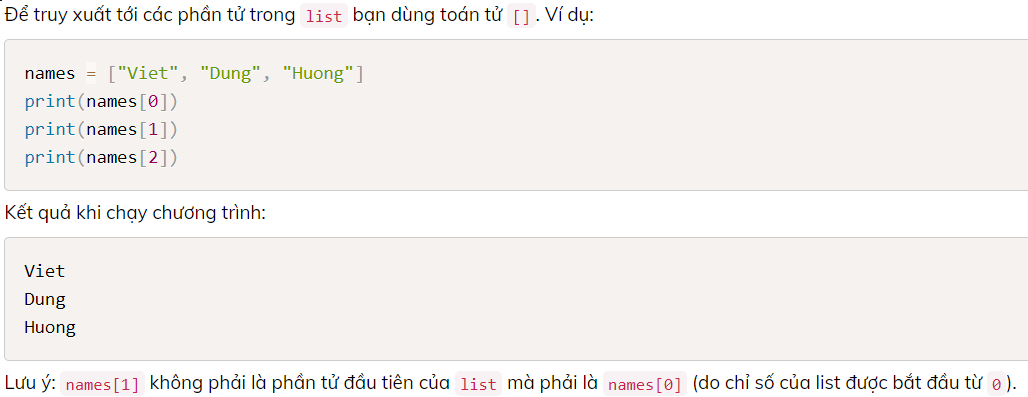 Để truy xuất tới các phần tử trong list bạn dùng toán tử []. Ví dụ:
names = ["Viet", "Dung", "Huong"]
print(names[0])
print(names[1])
print(names[2])
Kết quả khi chạy chương trình:
Viet
Dung
Huong
Lưu ý: names[1] không phải là phần tử đầu tiên của list mà phải là names[0] (do chỉ số của list được bắt đầu từ 0).